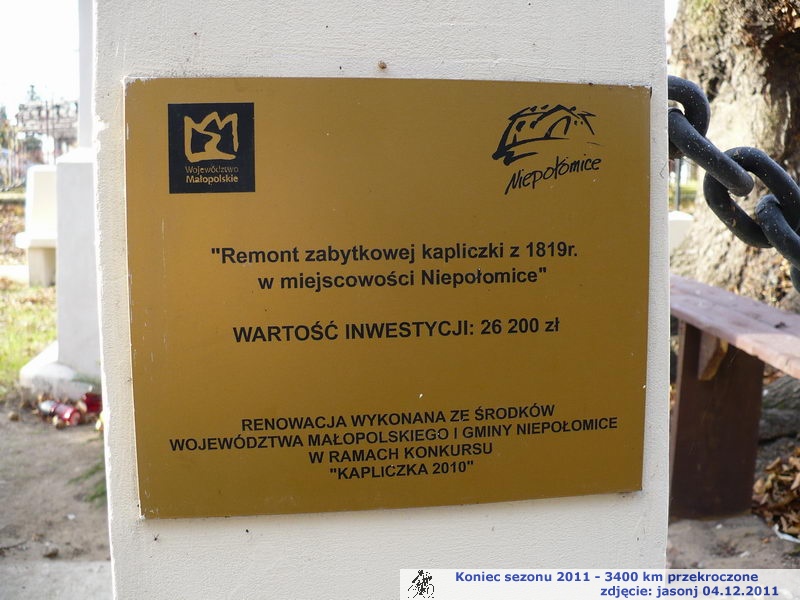 Województwo
Małopolskie
Niepołomice
"Remont zabytkowej kapliczki z 1819r.
w miejscowości Niepołomice"
WARTOŚĆ INWESTYCJI: 26 200 zł
RENOWACJA WYKONANA ZE ŚRODKÓW
WOJEWÓDZTWA MAŁOPOLSKIEGO I GMINY NIEPOŁOMICE
W RAMACH KONKURSU
"KAPLICZKA 2010"
Koniec sezonu 2011 - 3400 km przekroczone
zdjęcie: jasonj 04.12.2011